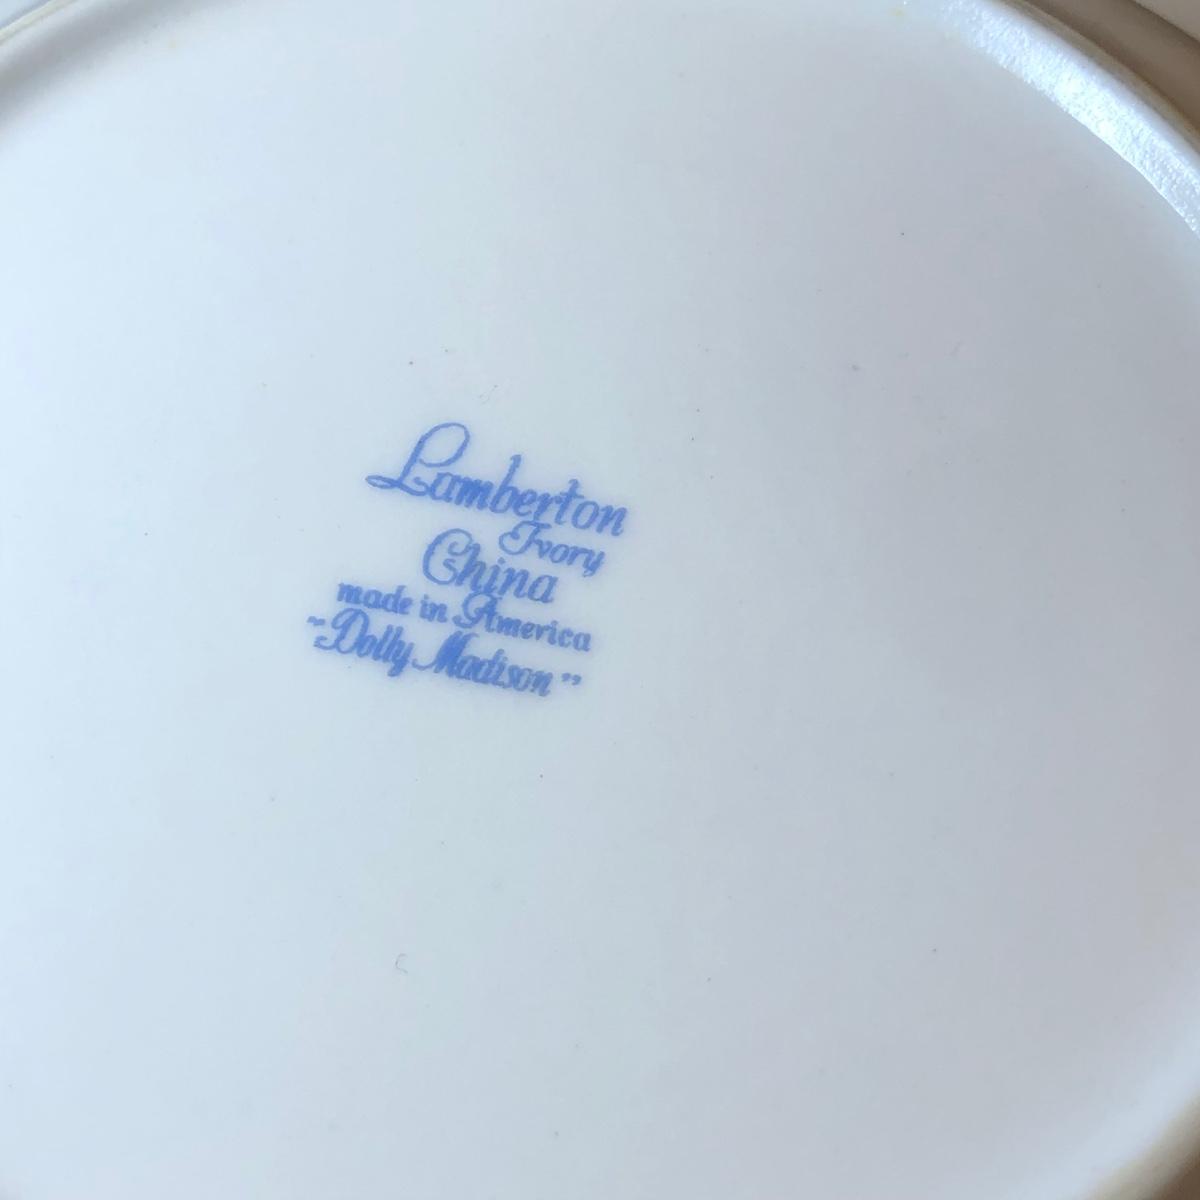 Lamberton
Ivory
China
made in America
"Dolly Madison"